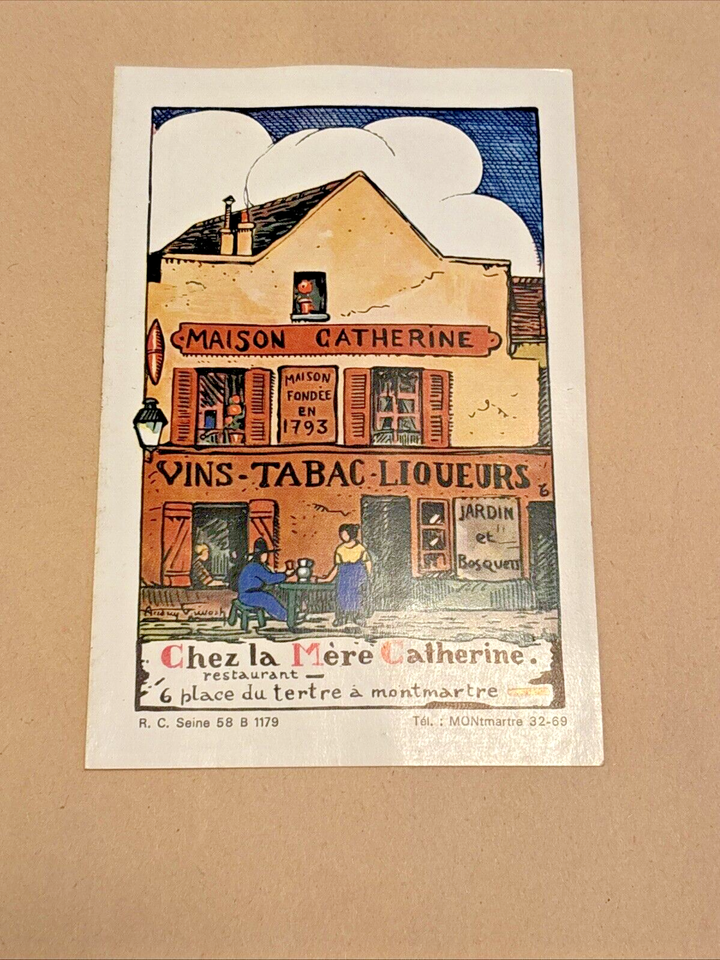 MAISON CATHERINE
MAISON
FONDÉE
EN
1793
VINS-TABAC-LIQUEURS
6
JARDIN
et
Bosquets
Chez la Mère Catherine.
restaurant —
6 place du tertre à montmartre
R. C. Seine 58 B 1179
Tél. : MONtmartre 32-69